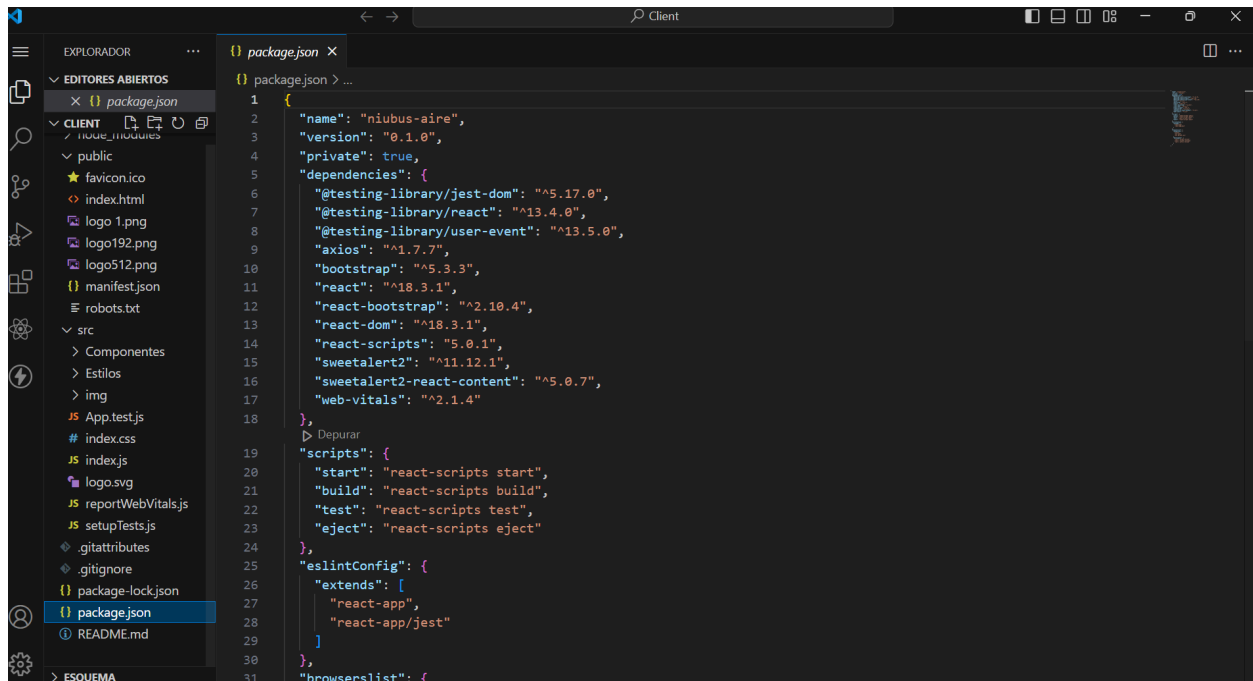 Client
EXPLORADOR
EDITORES ABIERTOS
package.json
CLIENT
node_modules
public
favicon.ico
index.html
logo 1.png
logo192.png
logo512.png
manifest.json
robots.txt
src
Componentes
Estilos
img
JS App.test.js
# index.css
JS index.js
logo.svg
JS reportWebVitals.js
JS setupTests.js
.gitattributes
.gitignore
{} package-lock.json
{} package.json
README.md
ESQUEMA
{} package.json
{} package.json > ...
1 {
2 "name": "niubus-aire",
3 "version": "0.1.0",
4 "private": true,
5 "dependencies": {
6 "@testing-library/jest-dom": "^5.17.0",
7 "@testing-library/react": "^13.4.0",
8 "@testing-library/user-event": "^13.5.0",
9 "axios": "^1.7.7",
10 "bootstrap": "^5.3.3",
11 "react": "^18.3.1",
12 "react-bootstrap": "^2.10.4",
13 "react-dom": "^18.3.1",
14 "react-scripts": "5.0.1",
15 "sweetalert2": "^11.12.1",
16 "sweetalert2-react-content": "^5.0.7",
17 "web-vitals": "^2.1.4"
18 },
Depurar
19 "scripts": {
20 "start": "react-scripts start",
21 "build": "react-scripts build",
22 "test": "react-scripts test",
23 "eject": "react-scripts eject"
24 },
25 "eslintConfig": {
26 "extends": [
27 "react-app",
28 "react-app/jest"
29 ]
30 },
31 "browserslist": {